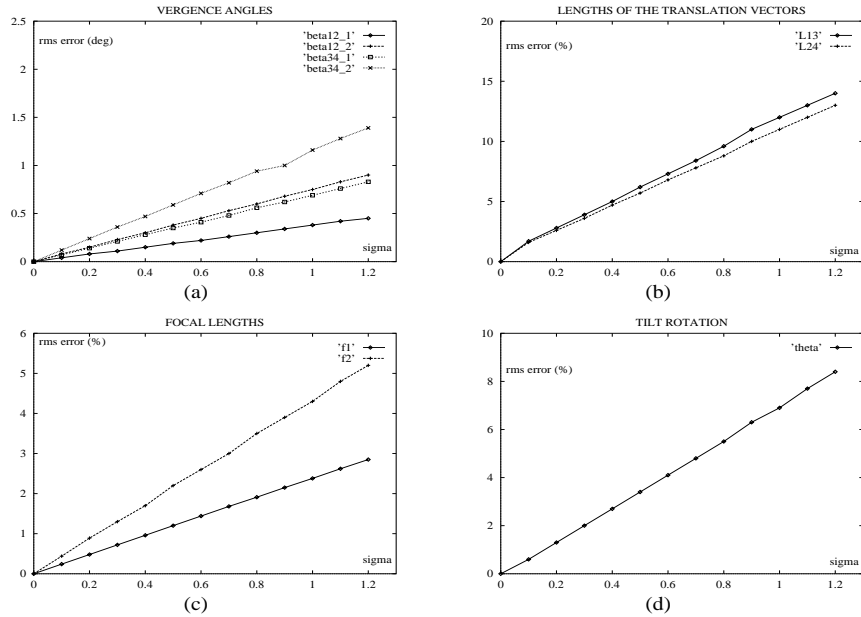 VERGENCE ANGLES
rms error (deg)
'beta12_1'
'beta12_2'
'beta34_1'
'beta34_2'
2.5
2
1.5
1
0.5
0
0 0.2 0.4 0.6 0.8 1 1.2
sigma
(a)
LENGTHS OF THE TRANSLATION VECTORS
rms error (%)
'L13'
'L24'
20
15
10
5
0
0 0.2 0.4 0.6 0.8 1 1.2
sigma
(b)
FOCAL LENGTHS
rms error (%)
'f1'
'f2'
6
5
4
3
2
1
0
0 0.2 0.4 0.6 0.8 1 1.2
sigma
(c)
TILT ROTATION
rms error (%)
'theta'
10
8
6
4
2
0
0 0.2 0.4 0.6 0.8 1 1.2
sigma
(d)